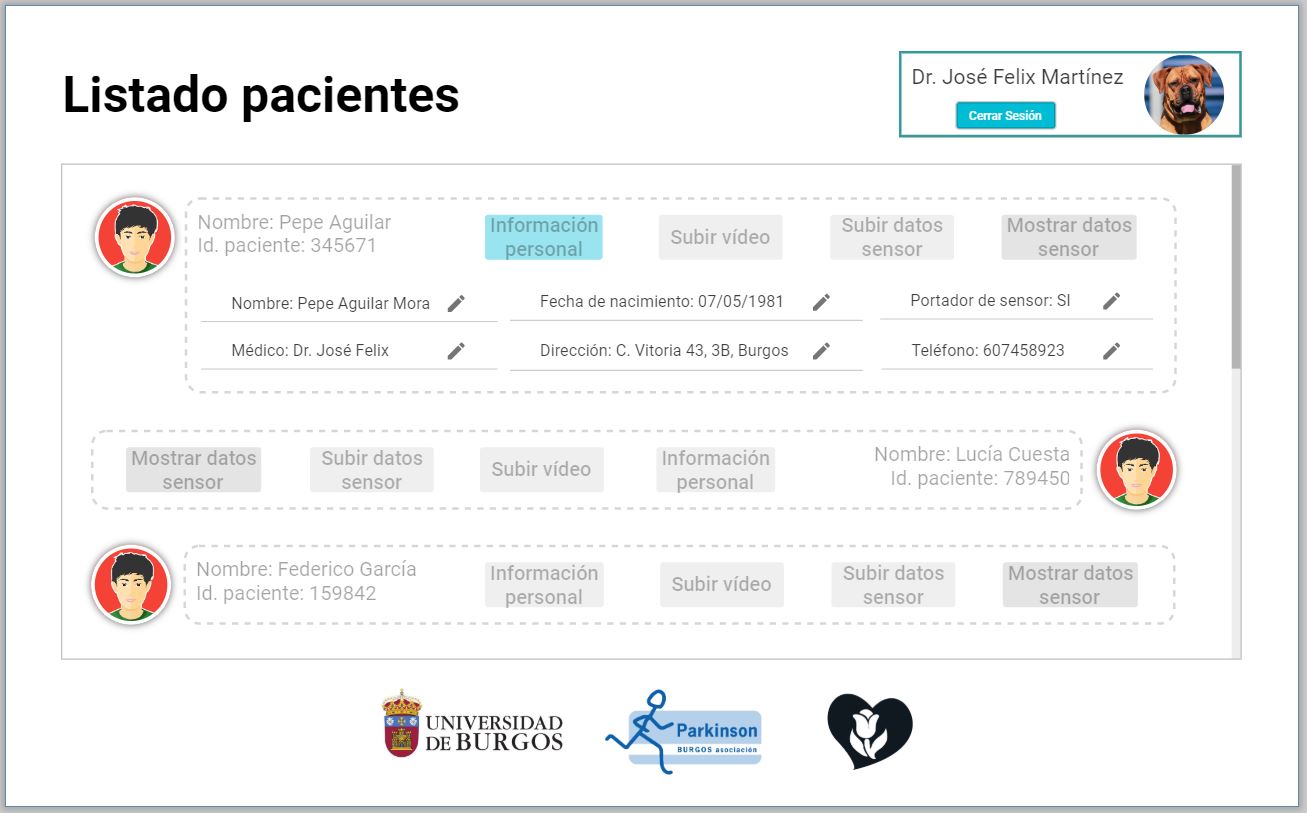 Listado pacientes
Dr. José Felix Martínez
Cerrar Sesión
Nombre: Pepe Aguilar
Id. paciente: 345671
Información
personal
Subir vídeo
Subir datos
sensor
Mostrar datos
sensor
Nombre: Pepe Aguilar Mora
Fecha de nacimiento: 07/05/1981
Portador de sensor: SI
Médico: Dr. José Felix
Dirección: C. Vitoria 43, 3B, Burgos
Teléfono: 607458923
Mostrar datos
sensor
Subir datos
sensor
Subir vídeo
Información
personal
Nombre: Lucía Cuesta
Id. paciente: 789450
Nombre: Federico García
Id. paciente: 159842
Información
personal
Subir vídeo
Subir datos
sensor
Mostrar datos
sensor
UNIVERSIDAD
DE BURGOS
Parkinson
BURGOS asociación